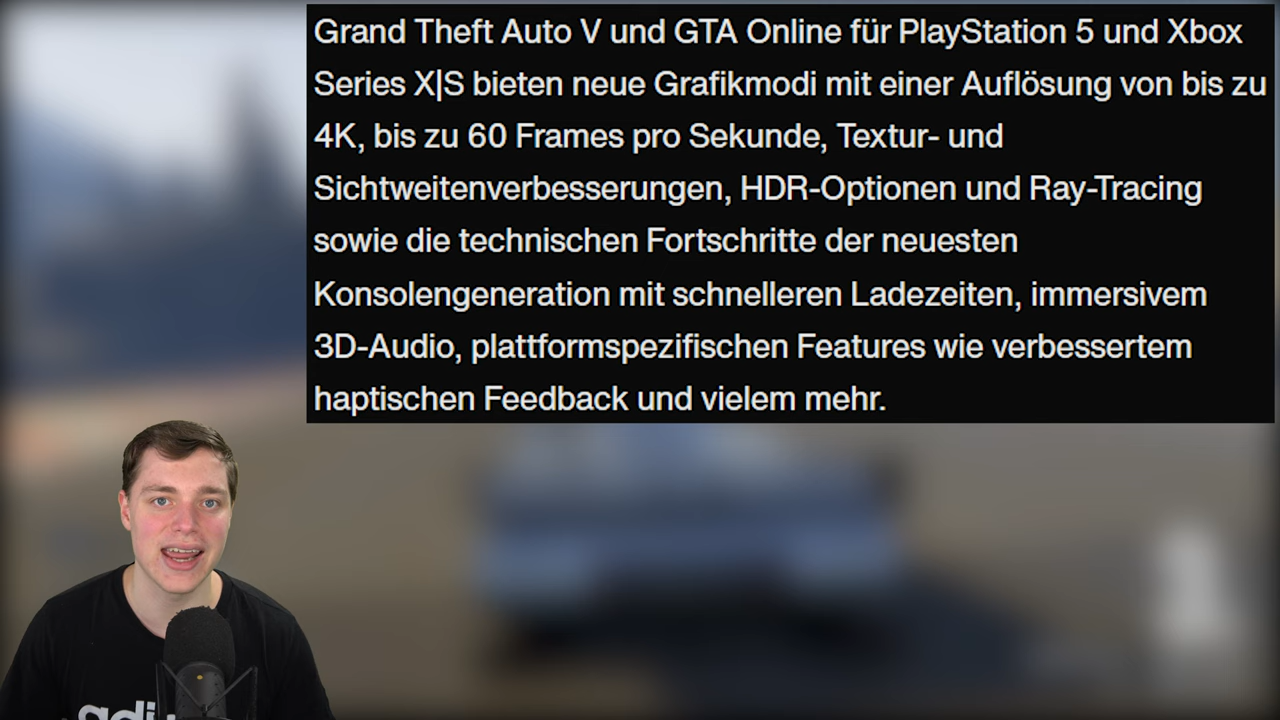 Grand Theft Auto V und GTA Online für PlayStation 5 und Xbox
Series X|S bieten neue Grafikmodi mit einer Auflösung von bis zu
4K, bis zu 60 Frames pro Sekunde, Textur- und
Sichtweitenverbesserungen, HDR-Optionen und Ray-Tracing
sowie die technischen Fortschritte der neuesten
Konsolengeneration mit schnelleren Ladezeiten, immersivem
3D-Audio, plattformspezifischen Features wie verbessertem
haptischen Feedback und vielem mehr.